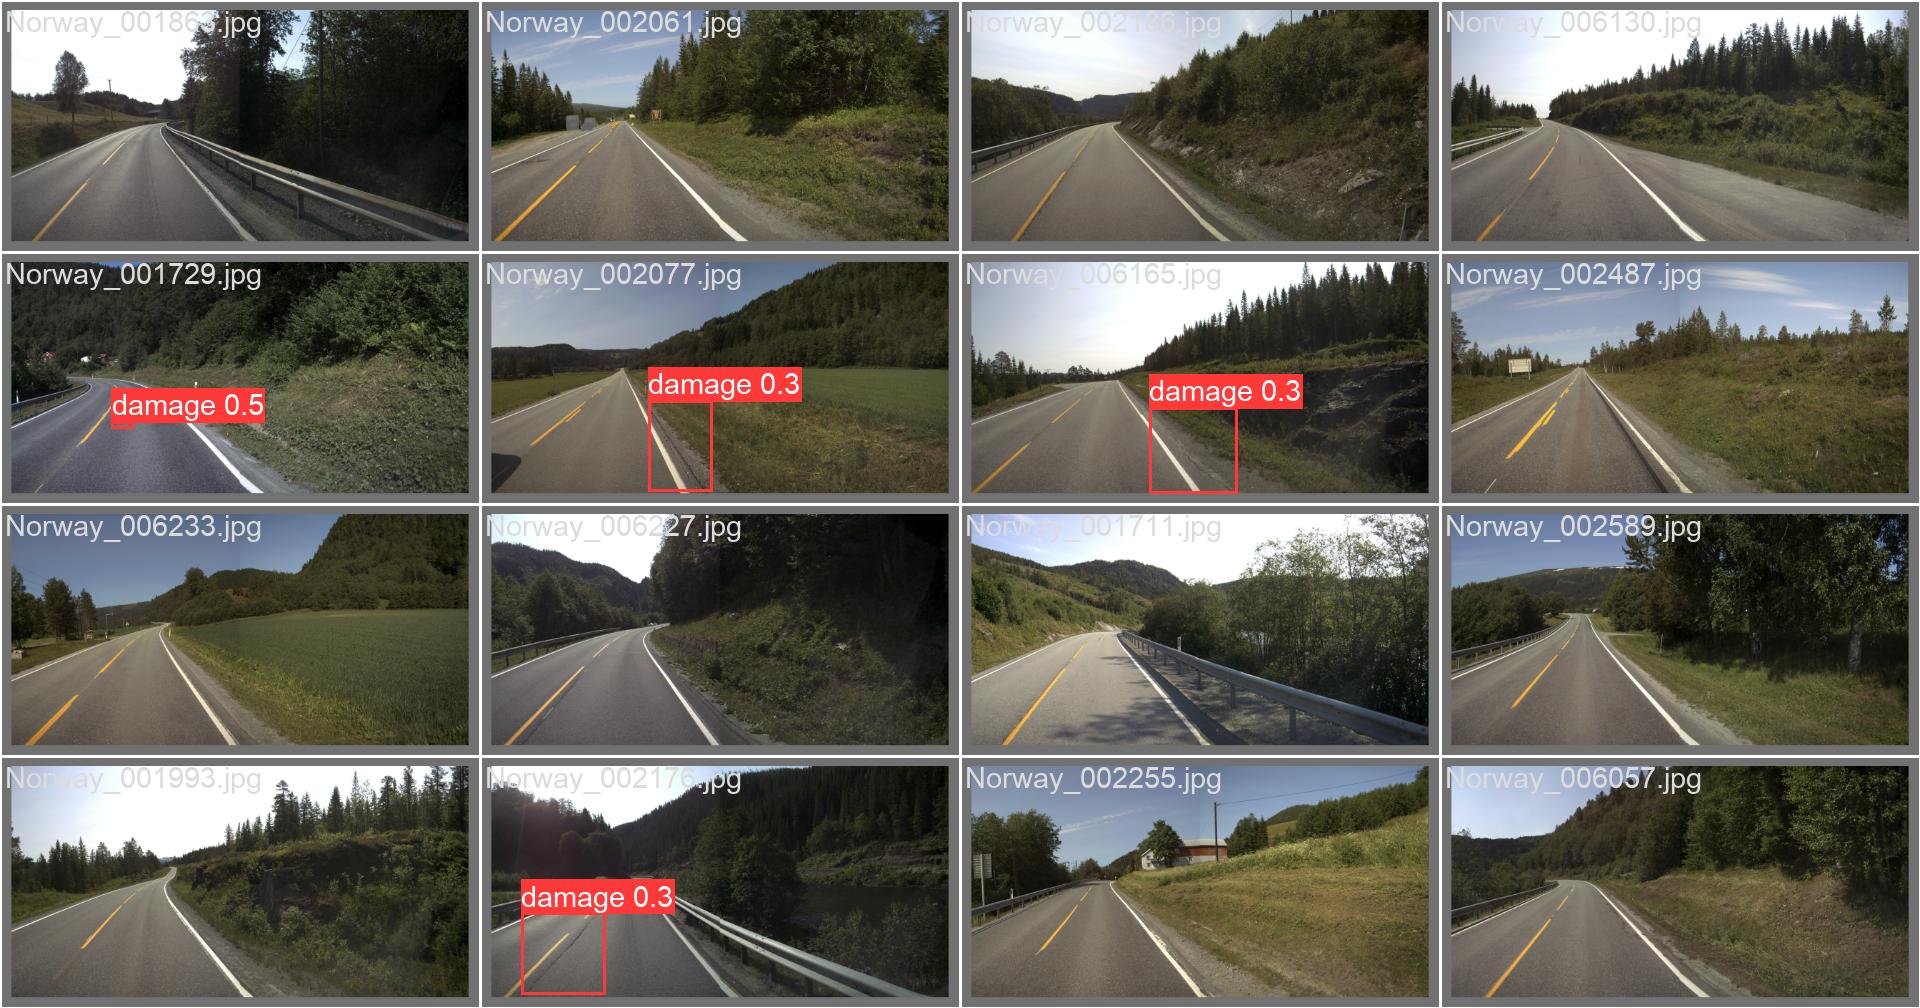 Norway_001863.jpg
Norway_002061.jpg
Norway_002186.jpg
Norway_006130.jpg
Norway_001729.jpg
damage 0.5
Norway_002077.jpg
damage 0.3
Norway_006165.jpg
damage 0.3
Norway_002487.jpg
Norway_006233.jpg
Norway_006227.jpg
Norway_001711.jpg
Norway_002589.jpg
Norway_001993.jpg
Norway_002176.jpg
damage 0.3
Norway_002255.jpg
Norway_006057.jpg